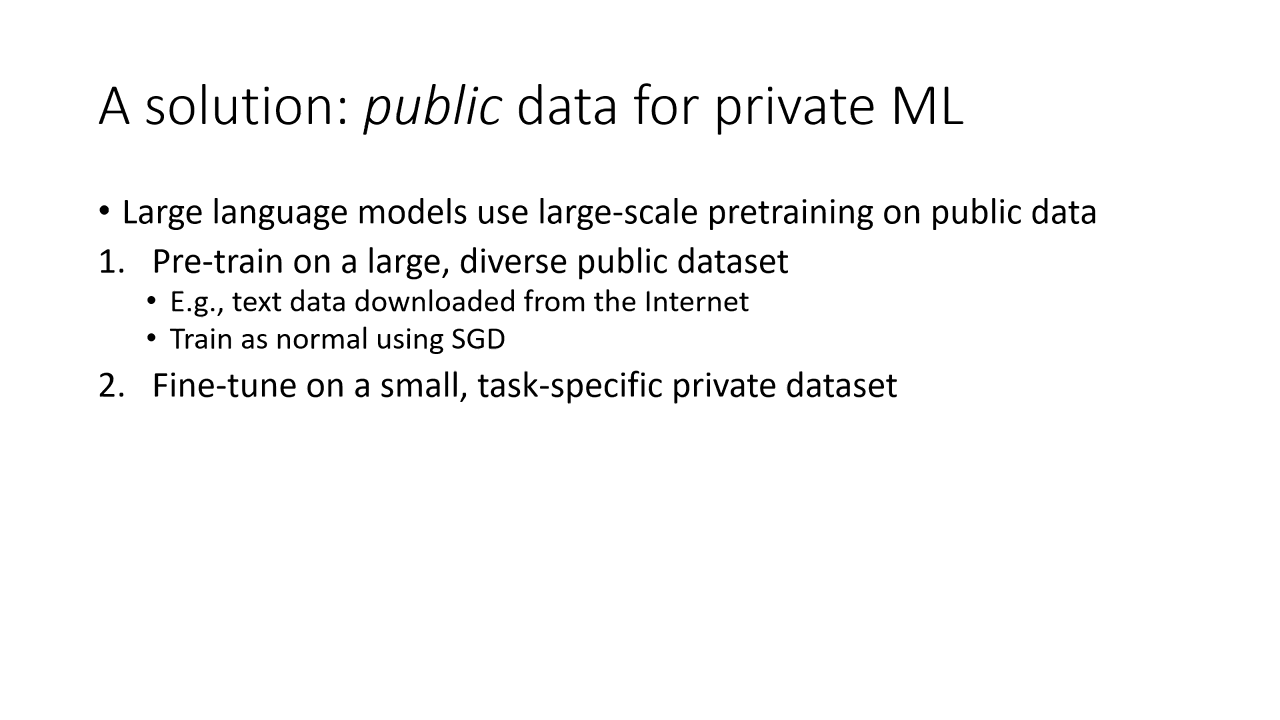 A solution: public data for private ML
• Large language models use large-scale pretraining on public data
1. Pre-train on a large, diverse public dataset
• E.g., text data downloaded from the Internet
• Train as normal using SGD
2. Fine-tune on a small, task-specific private dataset